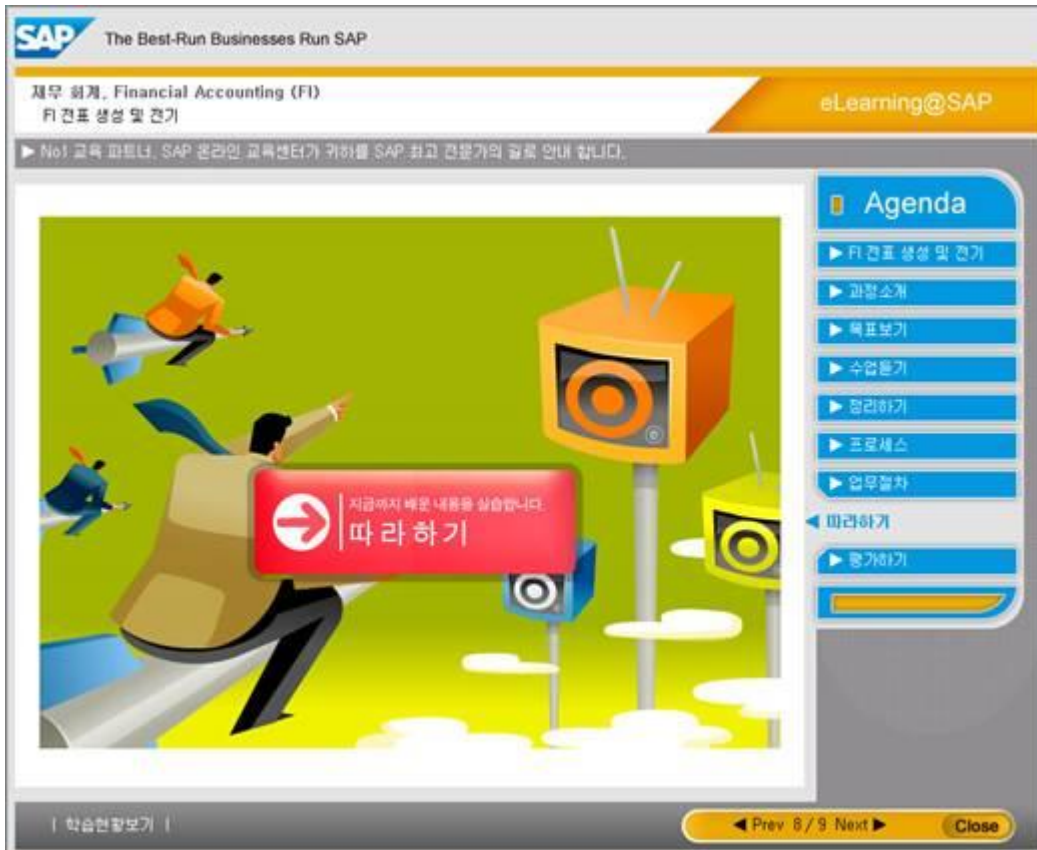 SAP
The Best-Run Businesses Run SAP
재무 회계, Financial Accounting (FI)
FI 전표 생성 및 전기
eLearning@SAP
▶ No1 교육 파트너, SAP 온라인 교육센터가 귀하를 SAP 최고 전문가의 길로 안내 합니다.
Agenda
▶ FI 전표 생성 및 전기
▶ 과정소개
▶ 목표보기
▶ 수업듣기
▶ 정리하기
▶ 프로세스
▶ 업무절차
◀ 따라하기
▶ 평가하기
지금까지 배운 내용을 실습합니다.
따라하기
| 학습현황보기 |
◀ Prev 8 / 9 Next ▶ Close